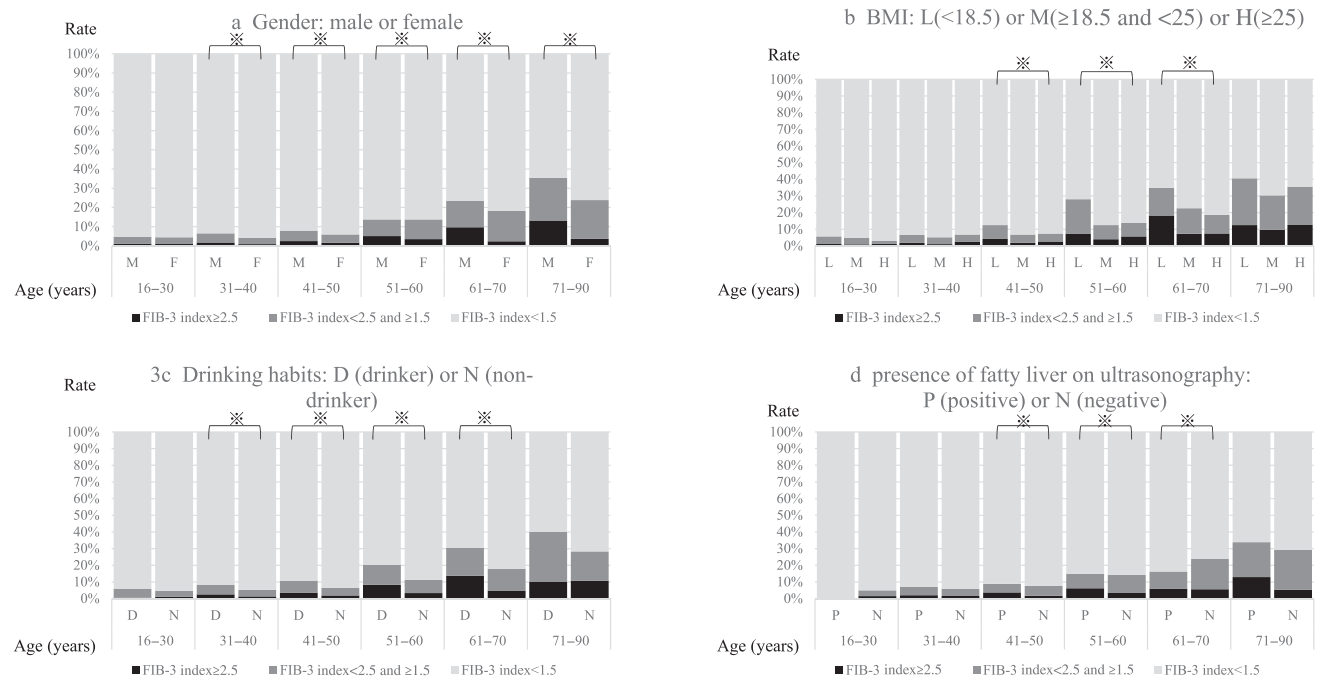 a Gender: male or female
Rate
※ ※ ※ ※ ※
100%
90%
80%
70%
60%
50%
40%
30%
20%
10%
0%
M F M F M F M F M F M F
Age (years) 16–30 31–40 41–50 51–60 61–70 71–90
■FIB-3 index≥2.5 ■FIB-3 index<2.5 and ≥1.5 ■FIB-3 index<1.5
b BMI: L(<18.5) or M(≥18.5 and <25) or H(≥25)
Rate
※ ※ ※
100%
90%
80%
70%
60%
50%
40%
30%
20%
10%
0%
L M H L M H L M H L M H L M H L M H
Age (years) 16–30 31–40 41–50 51–60 61–70 71–90
■FIB-3 index≥2.5 ■FIB-3 index<2.5 and ≥1.5 ■FIB-3 index<1.5
3c Drinking habits: D (drinker) or N (non-
drinker)
Rate
※ ※ ※ ※
100%
90%
80%
70%
60%
50%
40%
30%
20%
10%
0%
D N D N D N D N D N D N
Age (years) 16–30 31–40 41–50 51–60 61–70 71–90
■FIB-3 index≥2.5 ■FIB-3 index<2.5 and ≥1.5 ■FIB-3 index<1.5
d presence of fatty liver on ultrasonography:
P (positive) or N (negative)
Rate
※ ※ ※
100%
90%
80%
70%
60%
50%
40%
30%
20%
10%
0%
P N P N P N P N P N P N
Age (years) 16–30 31–40 41–50 51–60 61–70 71–90
■FIB-3 index≥2.5 ■FIB-3 index<2.5 and ≥1.5 ■FIB-3 index<1.5